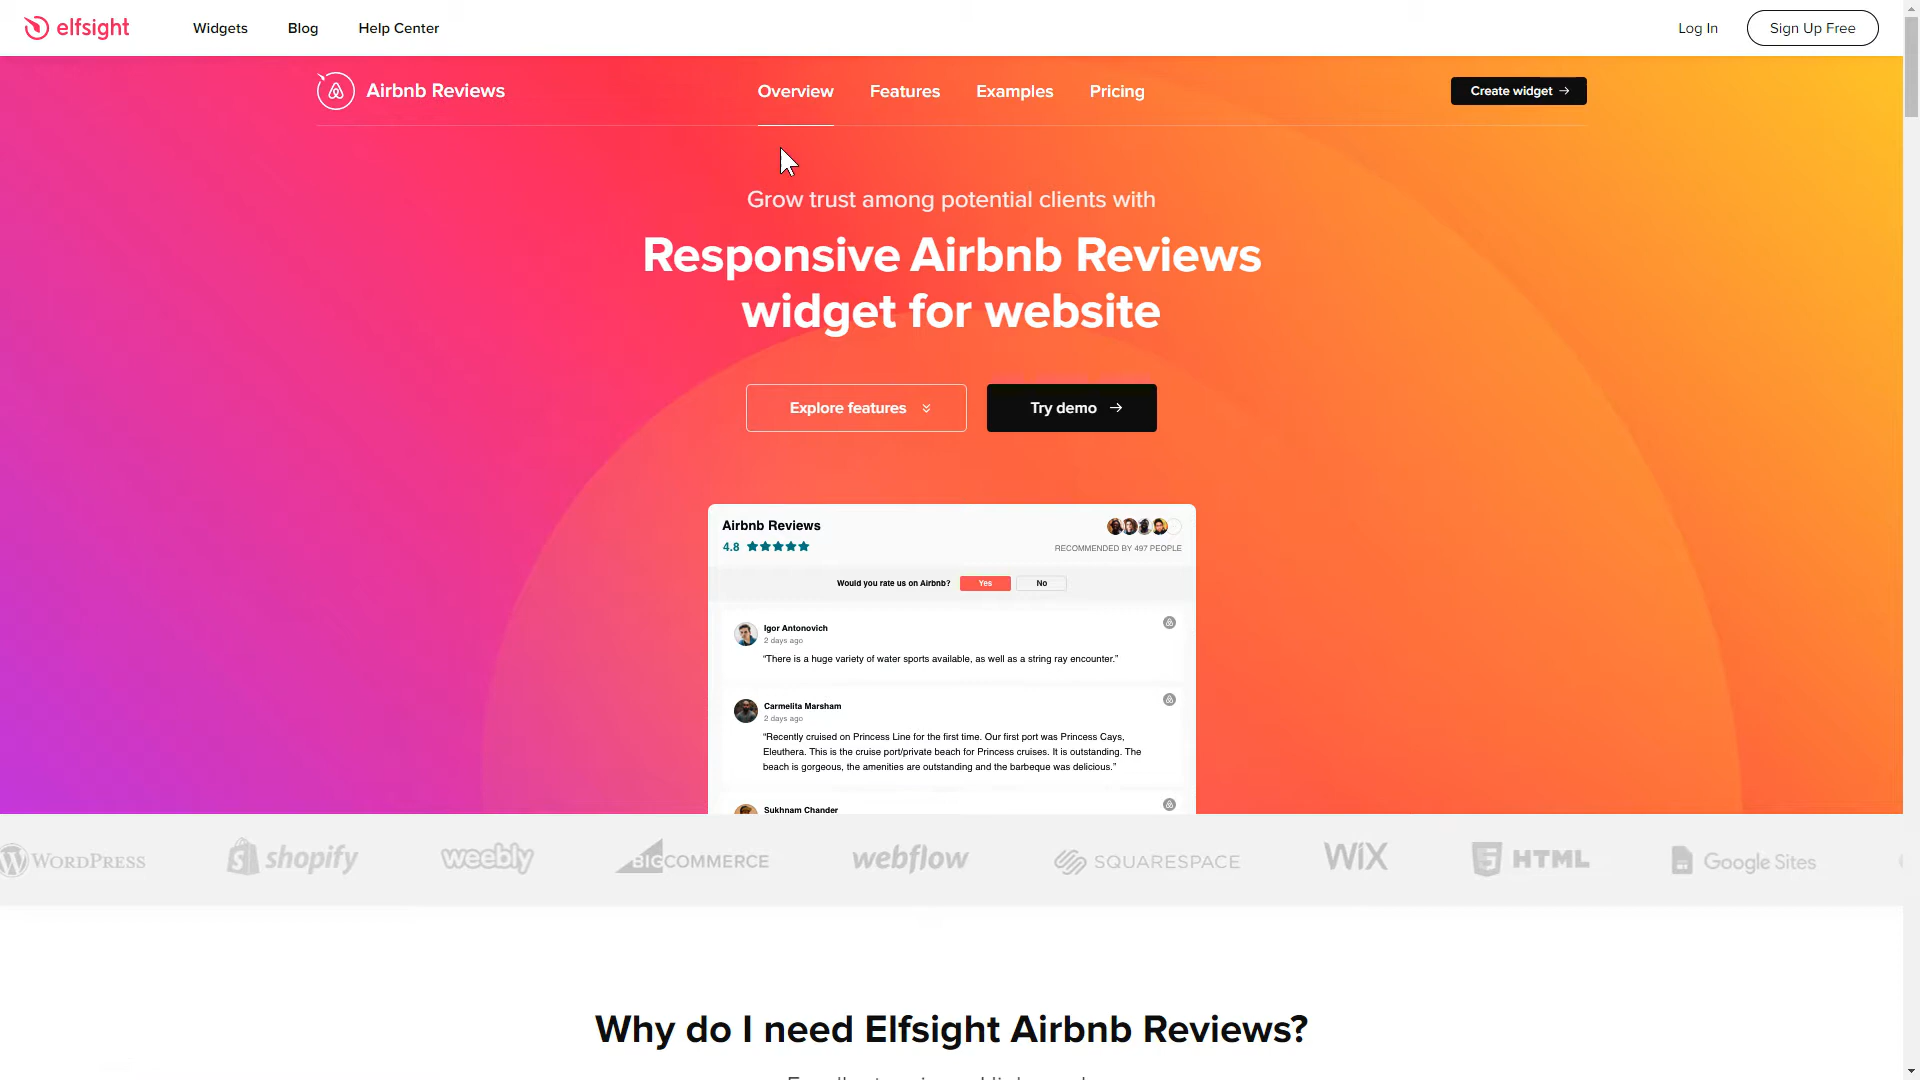 elfsight
Widgets
Blog
Help Center
Log In
Sign Up Free
Airbnb Reviews
Overview
Features
Examples
Pricing
Create widget
Grow trust among potential clients with
Responsive Airbnb Reviews
widget for website
Explore features
Try demo
Airbnb Reviews
4.8
RECOMMENDED BY 497 PEOPLE
Would you rate us on Airbnb?
Yes
No
Igor Antonovich
2 days ago
“There is a huge variety of water sports available, as well as a string ray encounter.”
Carmelita Marsham
2 days ago
“Recently cruised on Princess Line for the first time. Our first port was Princess Cays,
Eleuthera. This is the cruise port/private beach for Princess cruises. It is outstanding. The
beach is gorgeous, the amenities are outstanding and the barbeque was delicious.”
Sukhnam Chander
WORDPRESS
shopify
weebly
BIGCOMMERCE
webflow
SQUARESPACE
WiX
HTML
Google Sites
Why do I need Elfsight Airbnb Reviews?